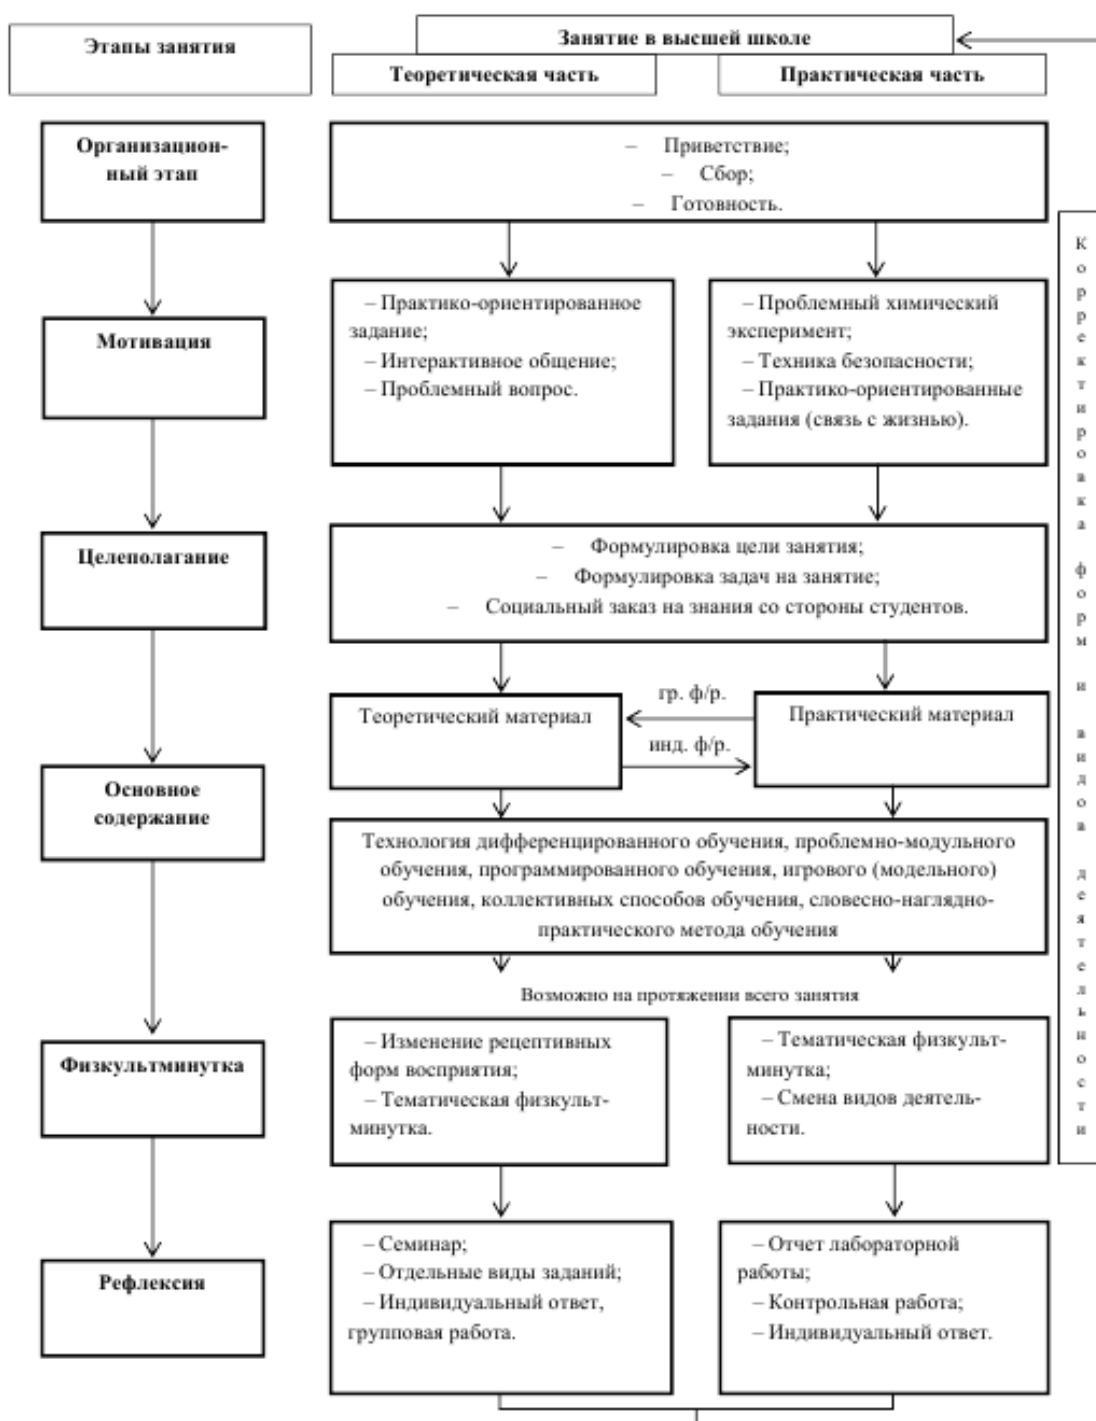 Этапы занятия
Занятие в высшей школе
Теоретическая часть
Практическая часть
Организацион-
ный этап
– Приветствие;
– Сбор;
– Готовность.
Мотивация
– Практико-ориентированное
задание;
– Интерактивное общение;
– Проблемный вопрос.
– Проблемный химический
эксперимент;
– Техника безопасности;
– Практико-ориентированные
задания (связь с жизнью).
Целеполагание
– Формулировка цели занятия;
– Формулировка задач на занятие;
– Социальный заказ на знания со стороны студентов.
Основное
содержание
Теоретический материал
гр. ф/р.
инд. ф/р.
Практический материал
Технология дифференцированного обучения, проблемно-модульного
обучения, программированного обучения, игрового (модельного)
обучения, коллективных способов обучения, словесно-наглядно-
практического метода обучения
Возможно на протяжении всего занятия
Физкультминутка
– Изменение рецептивных
форм восприятия;
– Тематическая физкульт-
минутка.
– Тематическая физкульт-
минутка;
– Смена видов деятель-
ности.
Рефлексия
– Семинар;
– Отдельные виды заданий;
– Индивидуальный ответ,
групповая работа.
– Отчет лабораторной
работы;
– Контрольная работа;
– Индивидуальный ответ.
Корректировка форм и видов деятельности